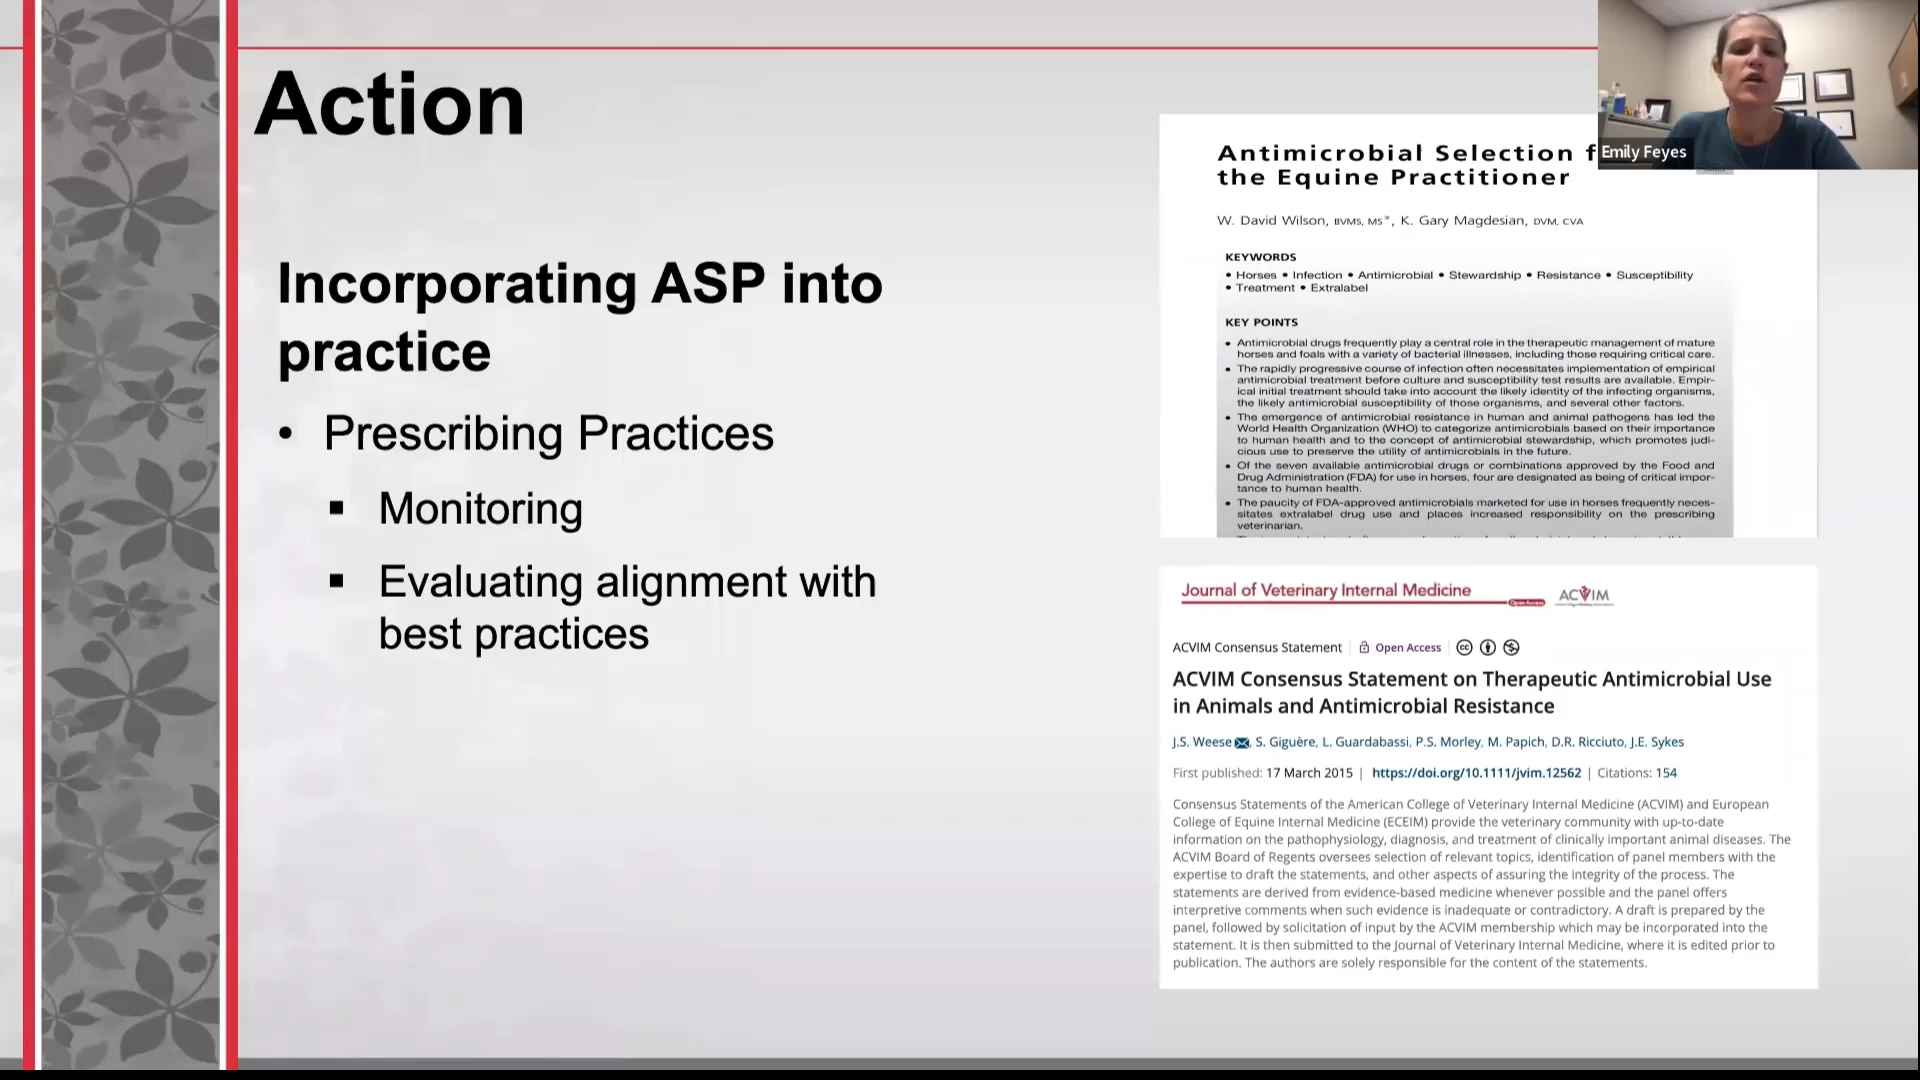 Action
Incorporating ASP into
practice
• Prescribing Practices
▪ Monitoring
▪ Evaluating alignment with
best practices
Antimicrobial Selection f
the Equine Practitioner
W. David Wilson, BVMS, MS*, K. Gary Magdesian, DVM, CVA
KEYWORDS
• Horses • Infection • Antimicrobial • Stewardship • Resistance • Susceptibility
• Treatment • Extralabel
KEY POINTS
• Antimicrobial drugs frequently play a central role in the therapeutic management of mature
horses and foals with a variety of bacterial illnesses, including those requiring critical care.
• The rapidly progressive course of infection often necessitates implementation of empirical
antimicrobial treatment before culture and susceptibility test results are available. Empir-
ical initial treatment should take into account the likely identity of the infecting organisms,
the likely antimicrobial susceptibility of those organisms, and several other factors.
• The emergence of antimicrobial resistance in human and animal pathogens has led the
World Health Organization (WHO) to categorize antimicrobials based on their importance
to human health and to the concept of antimicrobial stewardship, which promotes judi-
cious use to preserve the utility of antimicrobials in the future.
• Of the seven available antimicrobial drugs or combinations approved by the Food and
Drug Administration (FDA) for use in horses, four are designated as being of critical impor-
tance to human health.
• The paucity of FDA-approved antimicrobials marketed for use in horses frequently neces-
sitates extralabel drug use and places increased responsibility on the prescribing
veterinarian.
Emily Feyes
Journal of Veterinary Internal Medicine
Open Access
ACVIM
ACVIM Consensus Statement | Open Access
ACVIM Consensus Statement on Therapeutic Antimicrobial Use
in Animals and Antimicrobial Resistance
J.S. Weese, S. Giguère, L. Guardabassi, P.S. Morley, M. Papich, D.R. Ricciuto, J.E. Sykes
First published: 17 March 2015 | https://doi.org/10.1111/jvim.12562 | Citations: 154
Consensus Statements of the American College of Veterinary Internal Medicine (ACVIM) and European
College of Equine Internal Medicine (ECEIM) provide the veterinary community with up-to-date
information on the pathophysiology, diagnosis, and treatment of clinically important animal diseases. The
ACVIM Board of Regents oversees selection of relevant topics, identification of panel members with the
expertise to draft the statements, and other aspects of assuring the integrity of the process. The
statements are derived from evidence-based medicine whenever possible and the panel offers
interpretive comments when such evidence is inadequate or contradictory. A draft is prepared by the
panel, followed by solicitation of input by the ACVIM membership which may be incorporated into the
statement. It is then submitted to the Journal of Veterinary Internal Medicine, where it is edited prior to
publication. The authors are solely responsible for the content of the statements.